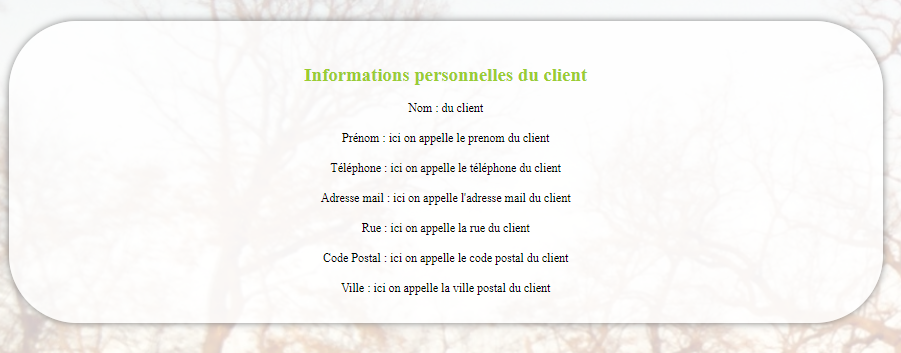 Informations personnelles du client
Nom : du client
Prénom : ici on appelle le prenom du client
Téléphone : ici on appelle le téléphone du client
Adresse mail : ici on appelle l'adresse mail du client
Rue : ici on appelle la rue du client
Code Postal : ici on appelle le code postal du client
Ville : ici on appelle la ville postal du client